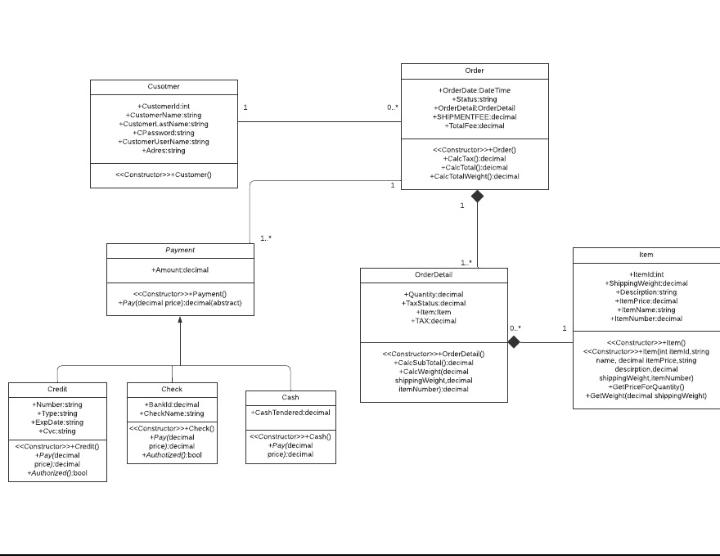 Order
+OrderDate:DateTime
+Status:string
+OrderDetail:OrderDetail
+SHIPMENTFEE:decimal
+TotalFee:decimal
<<Constructor>>+Order()
+CalcTax():decimal
+CalcTotal():deicmal
+CalcTotalWeight():decimal
Cusotmer
+CustomerId:int
+CustomerName:string
+CustomerLastName:string
+CPassword:string
+CustomerUserName:string
+Adres:string
<<Constructor>>+Customer()
1
0..*
1
1..*
1
1..*
Payment
+Amount:decimal
<<Constructor>>+Payment()
+Pay(decimal price):decimal(abstract)
OrderDetail
+Quantity:decimal
+TaxStatus:decimal
+Item:Item
+TAX:decimal
<<Constructor>>+OrderDetail()
+CalcSubTotal():decimal
+CalcWeight(decimal
shippingWeight,decimal
itemNumber):decimal
0..*
1
Item
+ItemId:int
+ShippingWeight:decimal
+Descirption:string
+ItemPrice:decimal
+ItemName:string
+ItemNumber:decimal
<<Constructor>>+Item()
<<Constructor>>+Item(int itemId,string
name, decimal itemPrice,string
descirption,decimal
shippingWeight,itemNumber)
+GetPriceForQuantity()
+GetWeight(decimal shippingWeight)
Credit
+Number:string
+Type:string
+ExpDate:string
+Cvc:string
<<Constructor>>+Credit()
+Pay(decimal
price):decimal
+Authorized():bool
Check
+BankId:decimal
+CheckName:string
<<Constructor>>+Check()
+Pay(decimal
price):decimal
+Authotized():bool
Cash
+CashTendered:decimal
<<Constructor>>+Cash()
+Pay(decimal
price):decimal